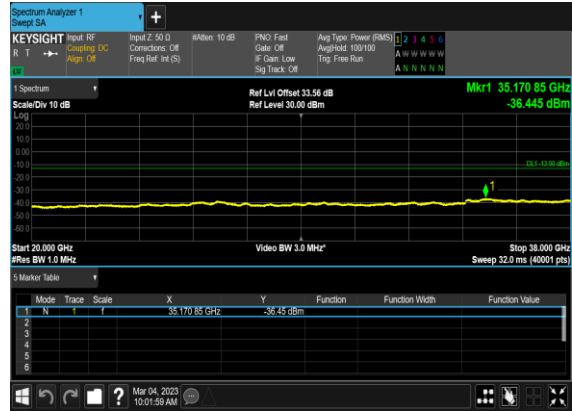 Spectrum Analyzer 1
Swept SA
+
KEYSIGHT Input: RF Input Z: 50 Ω #Atten: 10 dB PNO: Fast Avg Type: Power (RMS) 1 2 3 4 5 6
R T Coupling: DC Corrections: Off Gate: Off Avg|Hold: 100/100 A W W W W W
Align: Off Freq Ref: Int (S) IF Gain: Low Trig: Free Run
Sig Track: Off A N N N N N
1 Spectrum Ref Lvl Offset 33.56 dB Mkr1 35.170 85 GHz
Scale/Div 10 dB Ref Level 30.00 dBm -36.445 dBm
Log
20.0
10.0
0.00
-10.0
DL1 -13.00 dBm
-20.0
-30.0
1
-40.0
-50.0
-60.0
Start 20.000 GHz Video BW 3.0 MHz* Stop 38.000 GHz
#Res BW 1.0 MHz Sweep 32.0 ms (40001 pts)
5 Marker Table
Mode Trace Scale X Y Function Function Width Function Value
1 N 1 f 35.170 85 GHz -36.45 dBm
2
3
4
5
6
? Mar 04, 2023
10:01:59 AM